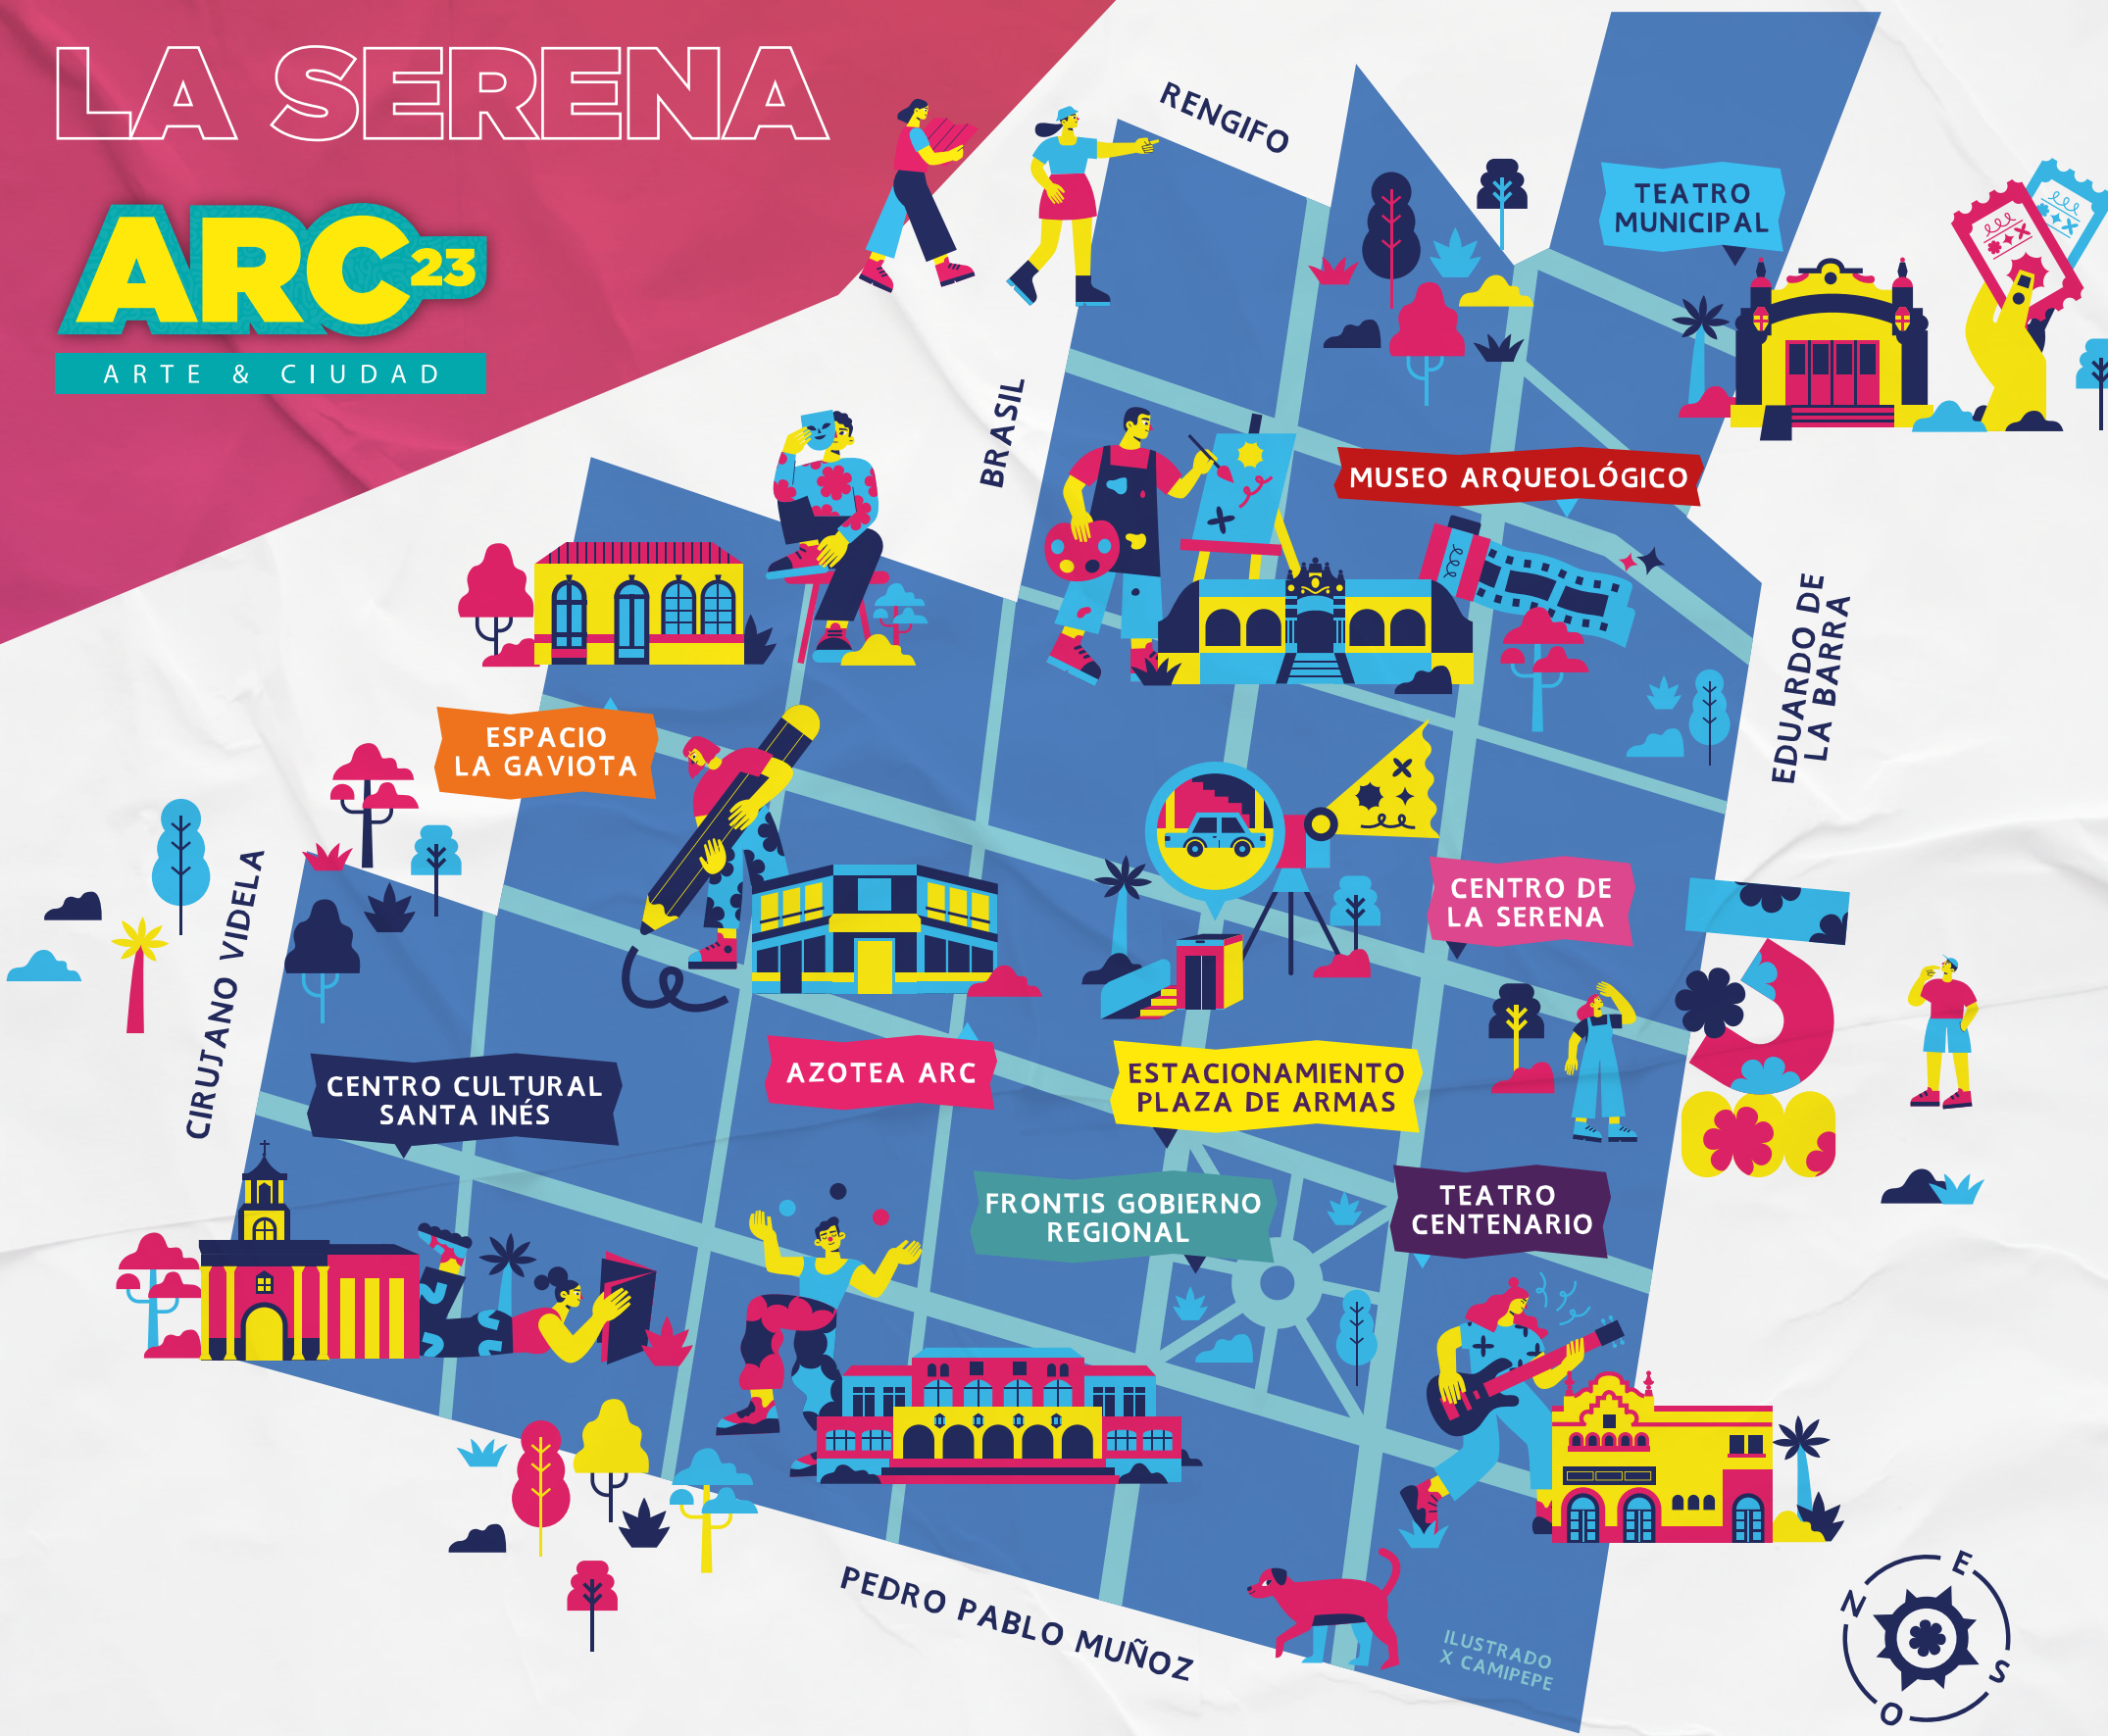 LA SERENA
ARC 23
ARTE & CIUDAD
RENGIFO
TEATRO
MUNICIPAL
BRASIL
MUSEO ARQUEOLÓGICO
EDUARDO DE
LA BARRA
ESPACIO
LA GAVIOTA
CIRUJANO VIDELA
CENTRO DE
LA SERENA
CENTRO CULTURAL
SANTA INÉS
AZOTEA ARC
ESTACIONAMIENTO
PLAZA DE ARMAS
FRONTIS GOBIERNO
REGIONAL
TEATRO
CENTENARIO
PEDRO PABLO MUÑOZ
ILUSTRADO
X CAMIPEPE
E
N
S
O